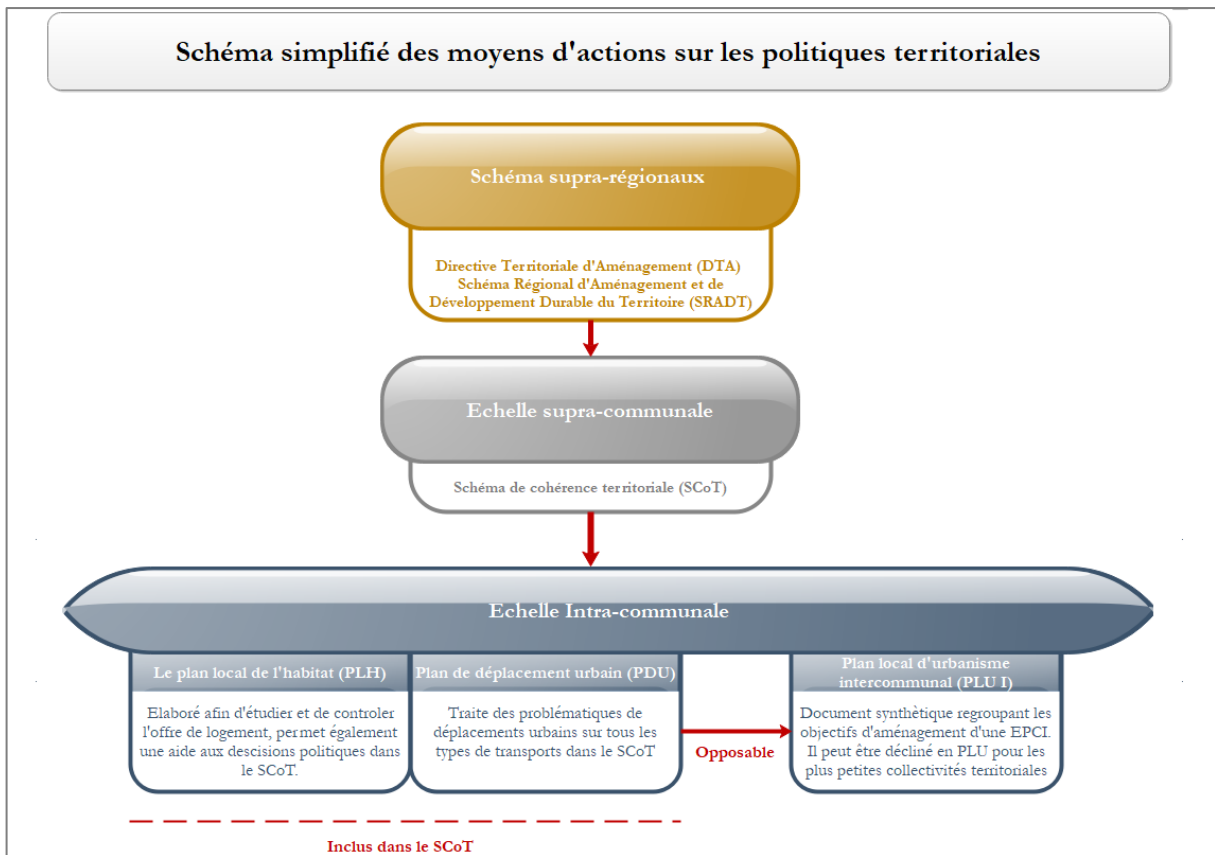 Schéma simplifié des moyens d'actions sur les politiques territoriales
Schéma supra-régionaux
Directive Territoriale d'Aménagement (DTA)
Schéma Régional d'Aménagement et de
Développement Durable du Territoire (SRADT)
Echelle supra-communale
Schéma de cohérence territoriale (SCoT)
Echelle Intra-communale
Le plan local de l'habitat (PLH)
Elaboré afin d'étudier et de controler
l'offre de logement, permet également
une aide aux descisions politiques dans
le SCoT.
Plan de déplacement urbain (PDU)
Traite des problématiques de
déplacements urbains sur tous les
types de transports dans le SCoT
Opposable
Plan local d'urbanisme
intercommunal (PLU I)
Document synthètique regroupant les
objectifs d'aménagement d'une EPCI.
Il peut être décliné en PLU pour les
plus petites collectivités territoriales
Inclus dans le SCoT